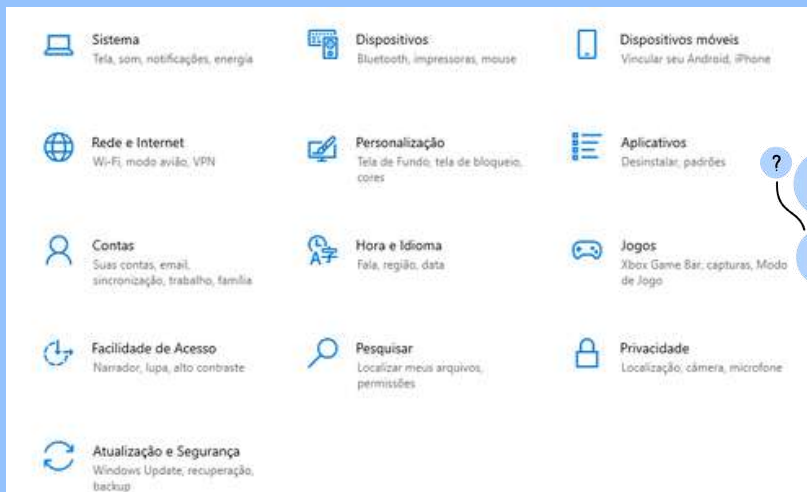 Sistema
Tela, som, notificações, energia
Dispositivos
Bluetooth, impressoras, mouse
Dispositivos móveis
Vincular seu Android, iPhone
Rede e Internet
Wi-Fi, modo avião, VPN
Personalização
Tela de Fundo, tela de bloqueio,
cores
Aplicativos
Desinstalar, padrões
?
Contas
Suas contas, email,
sincronização, trabalho, família
Hora e Idioma
Fala, região, data
Jogos
Xbox Game Bar, capturas, Modo
de Jogo
Facilidade de Acesso
Narrador, lupa, alto contraste
Pesquisar
Localizar meus arquivos,
permissões
Privacidade
Localização, câmera, microfone
Atualização e Segurança
Windows Update, recuperação,
backup